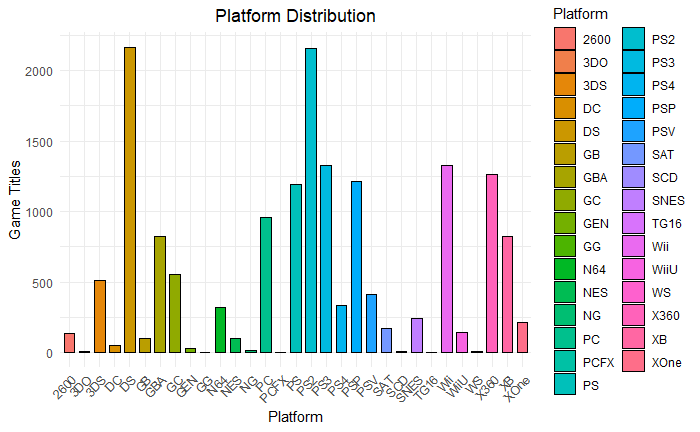 Platform Distribution
Game Titles
2000
1500
1000
500
0
2600 3DO 3DS DC DS GB GBA GC GEN GG N64 NES NG PC PCFX PS PS2 PS3 PS4 PSP PSV SAT SCD SNES TG16 Wii WiiU WS X360 XB XOne
Platform
Platform
2600 PS2
3DO PS3
3DS PS4
DC PSP
DS PSV
GB SAT
GBA SCD
GC SNES
GEN TG16
GG Wii
N64 WiiU
NES WS
NG X360
PC XB
PCFX XOne
PS